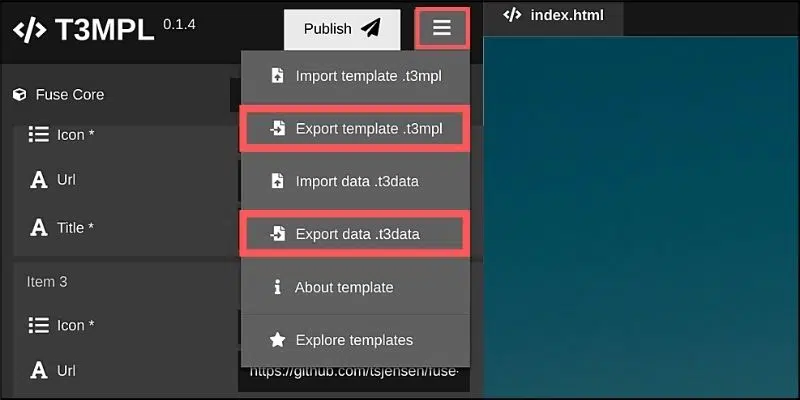 </> T3MPL 0.1.4
Publish
</> index.html
Import template .t3mpl
Fuse Core
Export template .t3mpl
Icon *
Url
Import data .t3data
Title *
Export data .t3data
Item 3
About template
Icon *
Explore templates
Url
https://github.com/tsjensen/fuse-